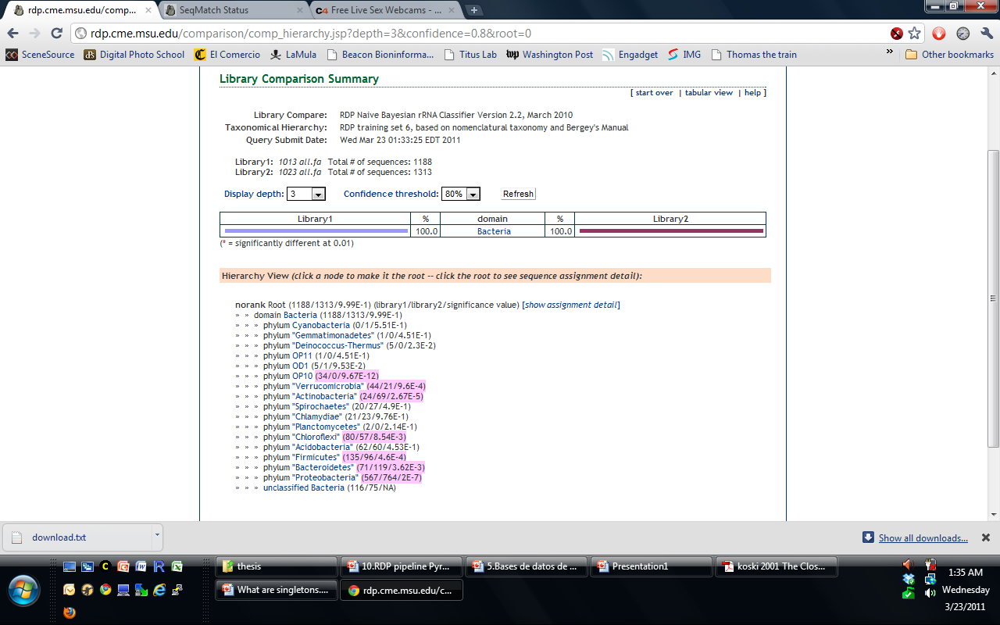 rdp.cme.msu.edu/comp...
SeqMatch Status
C4 Free Live Sex Webcams - ...
rdp.cme.msu.edu/comparison/comp_hierarchy.jsp?depth=3&confidence=0.8&root=0
SceneSource
dS Digital Photo School
El Comercio
LaMula
Beacon Bioninforma...
Titus Lab
wp Washington Post
Engadget
IMG
Thomas the train
»
Other bookmarks
Library Comparison Summary
[ start over | tabular view | help ]
Library Compare: RDP Naive Bayesian rRNA Classifier Version 2.2, March 2010
Taxonomical Hierarchy: RDP training set 6, based on nomenclatural taxonomy and Bergey's Manual
Query Submit Date: Wed Mar 23 01:33:25 EDT 2011
Library1: 1013 all.fa Total # of sequences: 1188
Library2: 1023 all.fa Total # of sequences: 1313
Display depth: 3 Confidence threshold: 80% Refresh
Library1 % domain % Library2
100.0 Bacteria 100.0
(* = significantly different at 0.01)
Hierarchy View (click a node to make it the root -- click the root to see sequence assignment detail):
norank Root (1188/1313/9.99E-1) (library1/library2/significance value) [show assignment detail]
» » domain Bacteria (1188/1313/9.99E-1)
» » » phylum Cyanobacteria (0/1/5.51E-1)
» » » phylum "Gemmatimonadetes" (1/0/4.51E-1)
» » » phylum "Deinococcus-Thermus" (5/0/2.3E-2)
» » » phylum OP11 (1/0/4.51E-1)
» » » phylum OD1 (5/1/9.53E-2)
» » » phylum OP10 (34/0/9.67E-12)
» » » phylum "Verrucomicrobia" (44/21/9.6E-4)
» » » phylum "Actinobacteria" (24/69/2.67E-5)
» » » phylum "Spirochaetes" (20/27/4.9E-1)
» » » phylum "Chlamydiae" (21/23/9.76E-1)
» » » phylum "Planctomycetes" (2/0/2.14E-1)
» » » phylum "Chloroflexi" (80/57/8.54E-3)
» » » phylum "Acidobacteria" (62/60/4.53E-1)
» » » phylum "Firmicutes" (135/96/4.6E-4)
» » » phylum "Bacteroidetes" (71/119/3.62E-3)
» » » phylum "Proteobacteria" (567/764/2E-7)
» » » unclassified Bacteria (116/75/NA)
download.txt
Show all downloads...
thesis
10.RDP pipeline Pyr...
5.Bases de datos de ...
Presentation1
koski 2001 The Clos...
What are singletons....
rdp.cme.msu.edu/c...
1:35 AM
Wednesday
3/23/2011